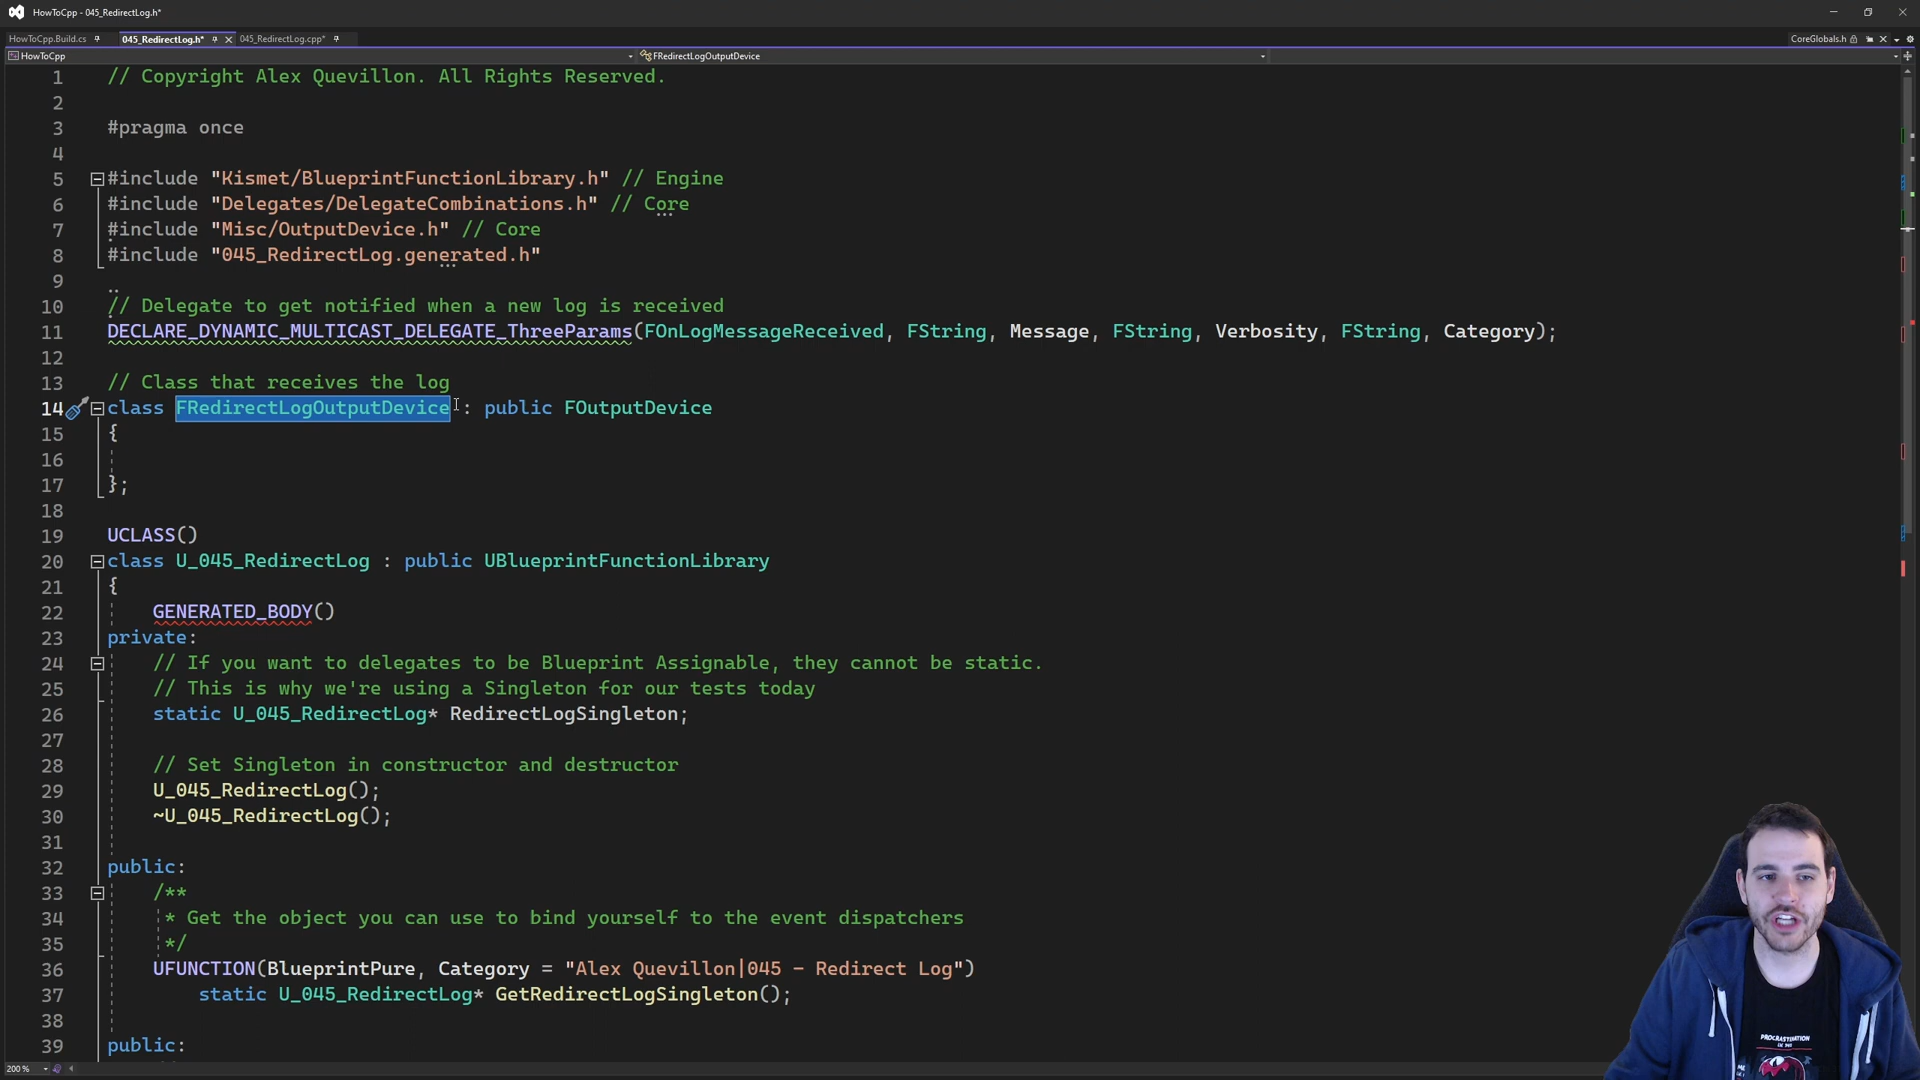 HowToCpp - 045_RedirectLog.h*
HowToCpp.Build.cs 045_RedirectLog.h* 045_RedirectLog.cpp* CoreGlobals.h
HowToCpp FRedirectLogOutputDevice
1 // Copyright Alex Quevillon. All Rights Reserved.
2
3 #pragma once
4
5 #include "Kismet/BlueprintFunctionLibrary.h" // Engine
6 #include "Delegates/DelegateCombinations.h" // Core
7 #include "Misc/OutputDevice.h" // Core
8 #include "045_RedirectLog.generated.h"
9
10 // Delegate to get notified when a new log is received
11 DECLARE_DYNAMIC_MULTICAST_DELEGATE_ThreeParams(FOnLogMessageReceived, FString, Message, FString, Verbosity, FString, Category);
12
13 // Class that receives the log
14 class FRedirectLogOutputDevice : public FOutputDevice
15 {
16
17 };
18
19 UCLASS()
20 class U_045_RedirectLog : public UBlueprintFunctionLibrary
21 {
22 GENERATED_BODY()
23 private:
24 // If you want to delegates to be Blueprint Assignable, they cannot be static.
25 // This is why we're using a Singleton for our tests today
26 static U_045_RedirectLog* RedirectLogSingleton;
27
28 // Set Singleton in constructor and destructor
29 U_045_RedirectLog();
30 ~U_045_RedirectLog();
31
32 public:
33 /**
34 * Get the object you can use to bind yourself to the event dispatchers
35 */
36 UFUNCTION(BlueprintPure, Category = "Alex Quevillon|045 - Redirect Log")
37 static U_045_RedirectLog* GetRedirectLogSingleton();
38
39 public:
200 %
PROCRASTINATION